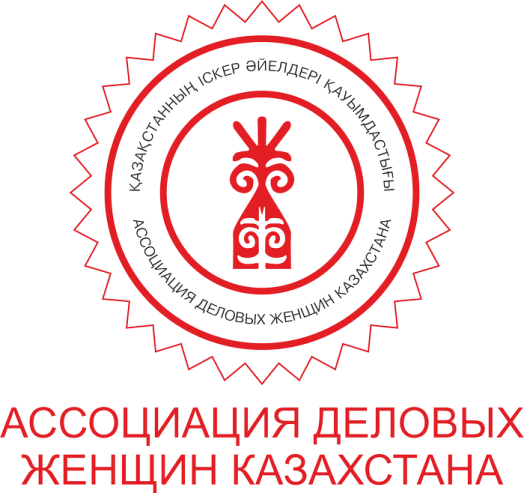 ҚАЗАҚСТАННЫҢ ІСКЕР ӘЙЕЛДЕРІ ҚАУЫМДАСТЫҒЫ
АССОЦИАЦИЯ ДЕЛОВЫХ ЖЕНЩИН КАЗАХСТАНА
АССОЦИАЦИЯ ДЕЛОВЫХ
ЖЕНЩИН КАЗАХСТАНА